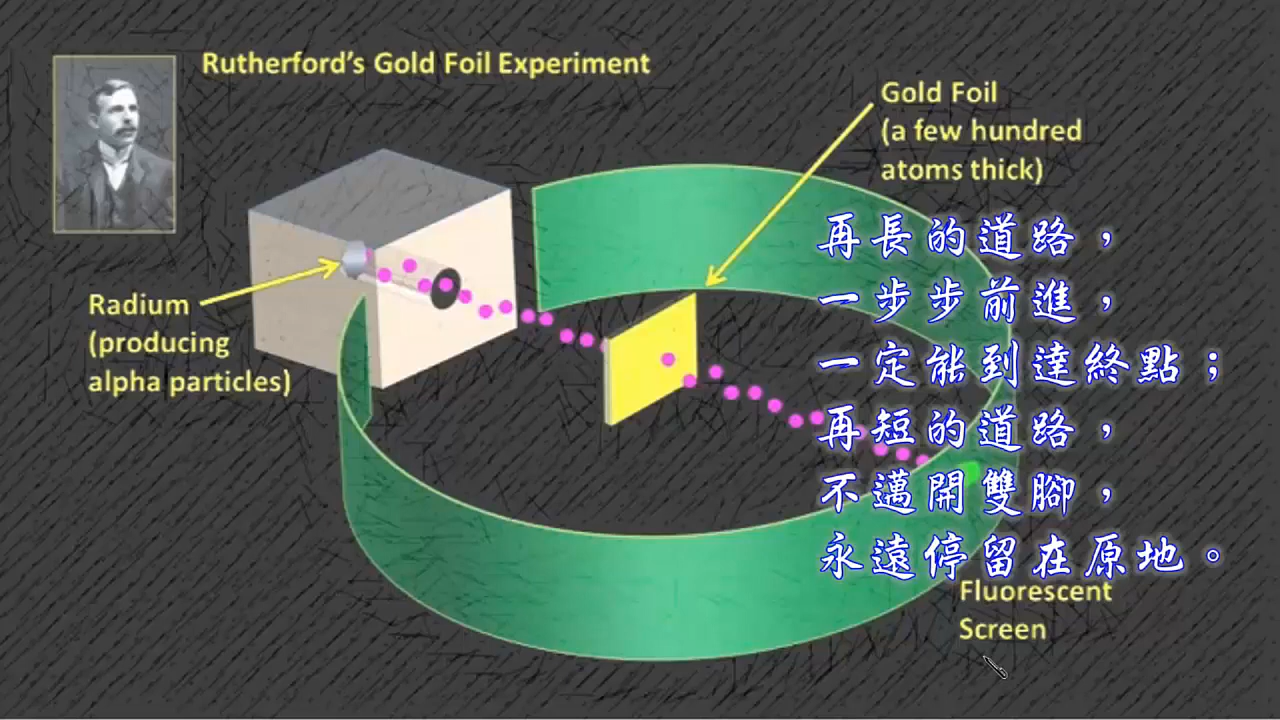 Rutherford's Gold Foil Experiment
Gold Foil
(a few hundred
atoms thick)
Radium
(producing
alpha particles)
再長的道路，
一步步前進，
一定能到達終點；
再短的道路，
不邁開雙腳，
永遠停留在原地。
Fluorescent
Screen